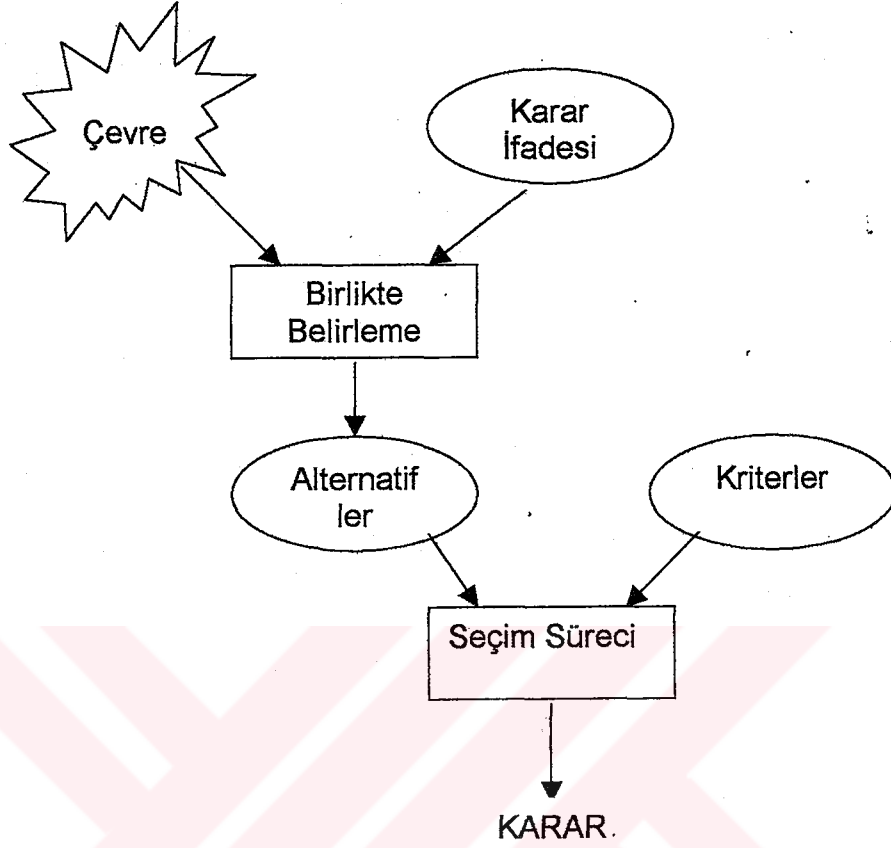 Çevre
Karar
İfadesi
Birlikte
Belirleme
Alternatif
ler
Kriterler
Seçim Süreci
KARAR.